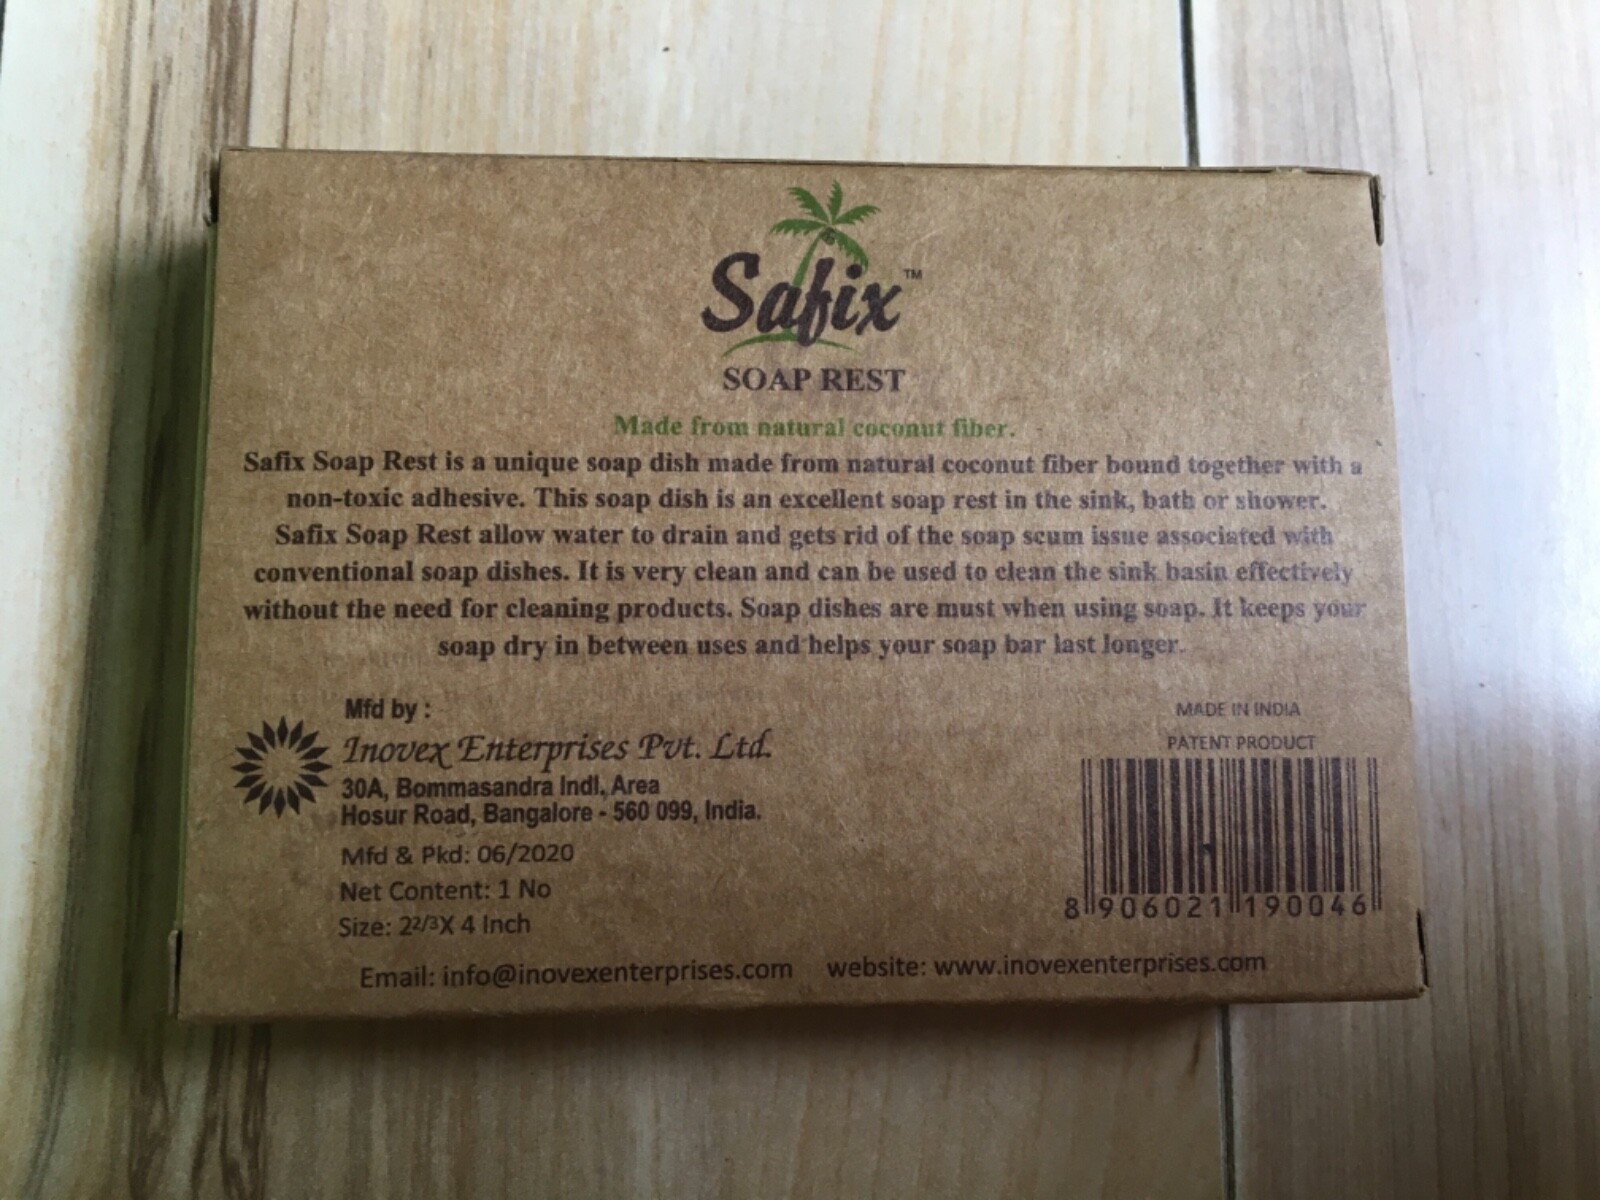 Safix™
SOAP REST
Made from natural coconut fiber.
Safix Soap Rest is a unique soap dish made from natural coconut fiber bound together with a
non-toxic adhesive. This soap dish is an excellent soap rest in the sink, bath or shower.
Safix Soap Rest allow water to drain and gets rid of the soap scum issue associated with
conventional soap dishes. It is very clean and can be used to clean the sink basin effectively
without the need for cleaning products. Soap dishes are must when using soap. It keeps your
soap dry in between uses and helps your soap bar last longer.
Mfd by :
Inovex Enterprises Pvt. Ltd.
30A, Bommasandra Indl. Area
Hosur Road, Bangalore - 560 099, India.
Mfd & Pkd: 06/2020
Net Content: 1 No
Size: 2²/³X 4 Inch
MADE IN INDIA
PATENT PRODUCT
8 906021 190046
Email: info@inovexenterprises.com website: www.inovexenterprises.com